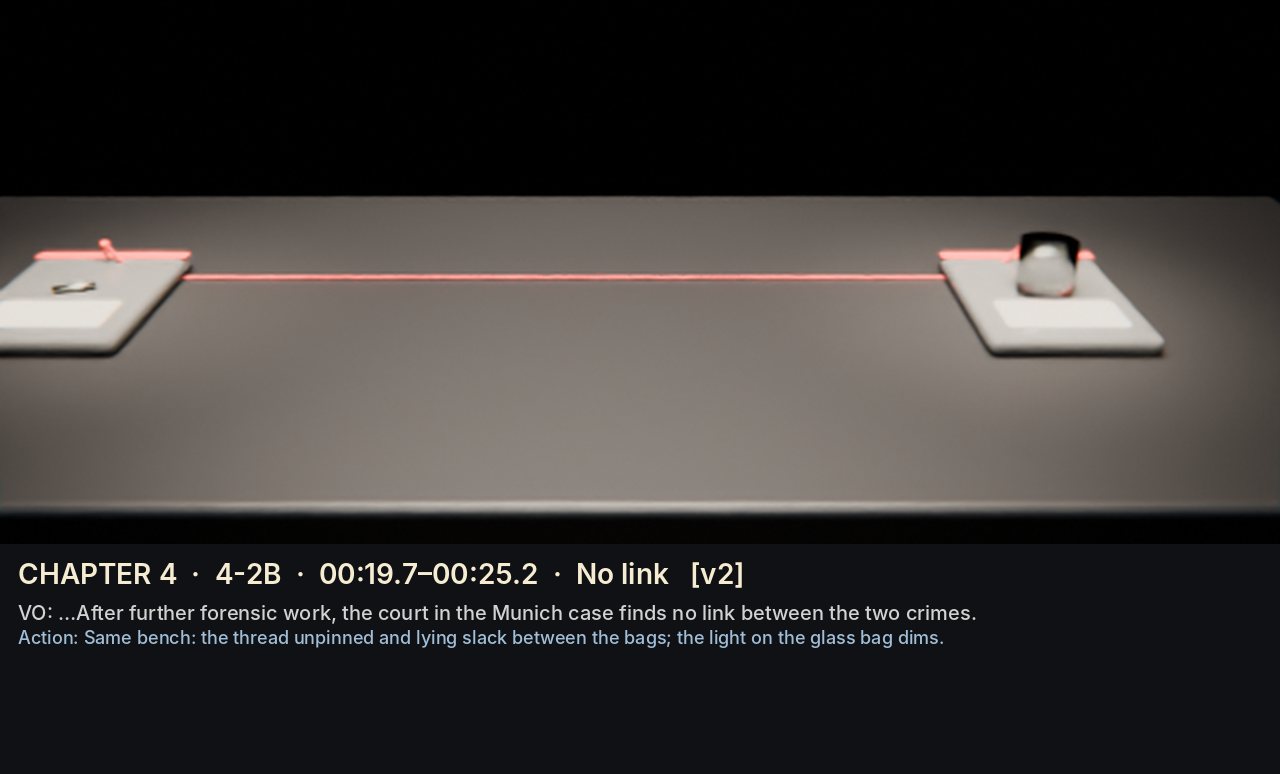 CHAPTER 4 · 4-2B · 00:19.7–00:25.2 · No link [v2]
VO: ...After further forensic work, the court in the Munich case finds no link between the two crimes.
Action: Same bench: the thread unpinned and lying slack between the bags; the light on the glass bag dims.